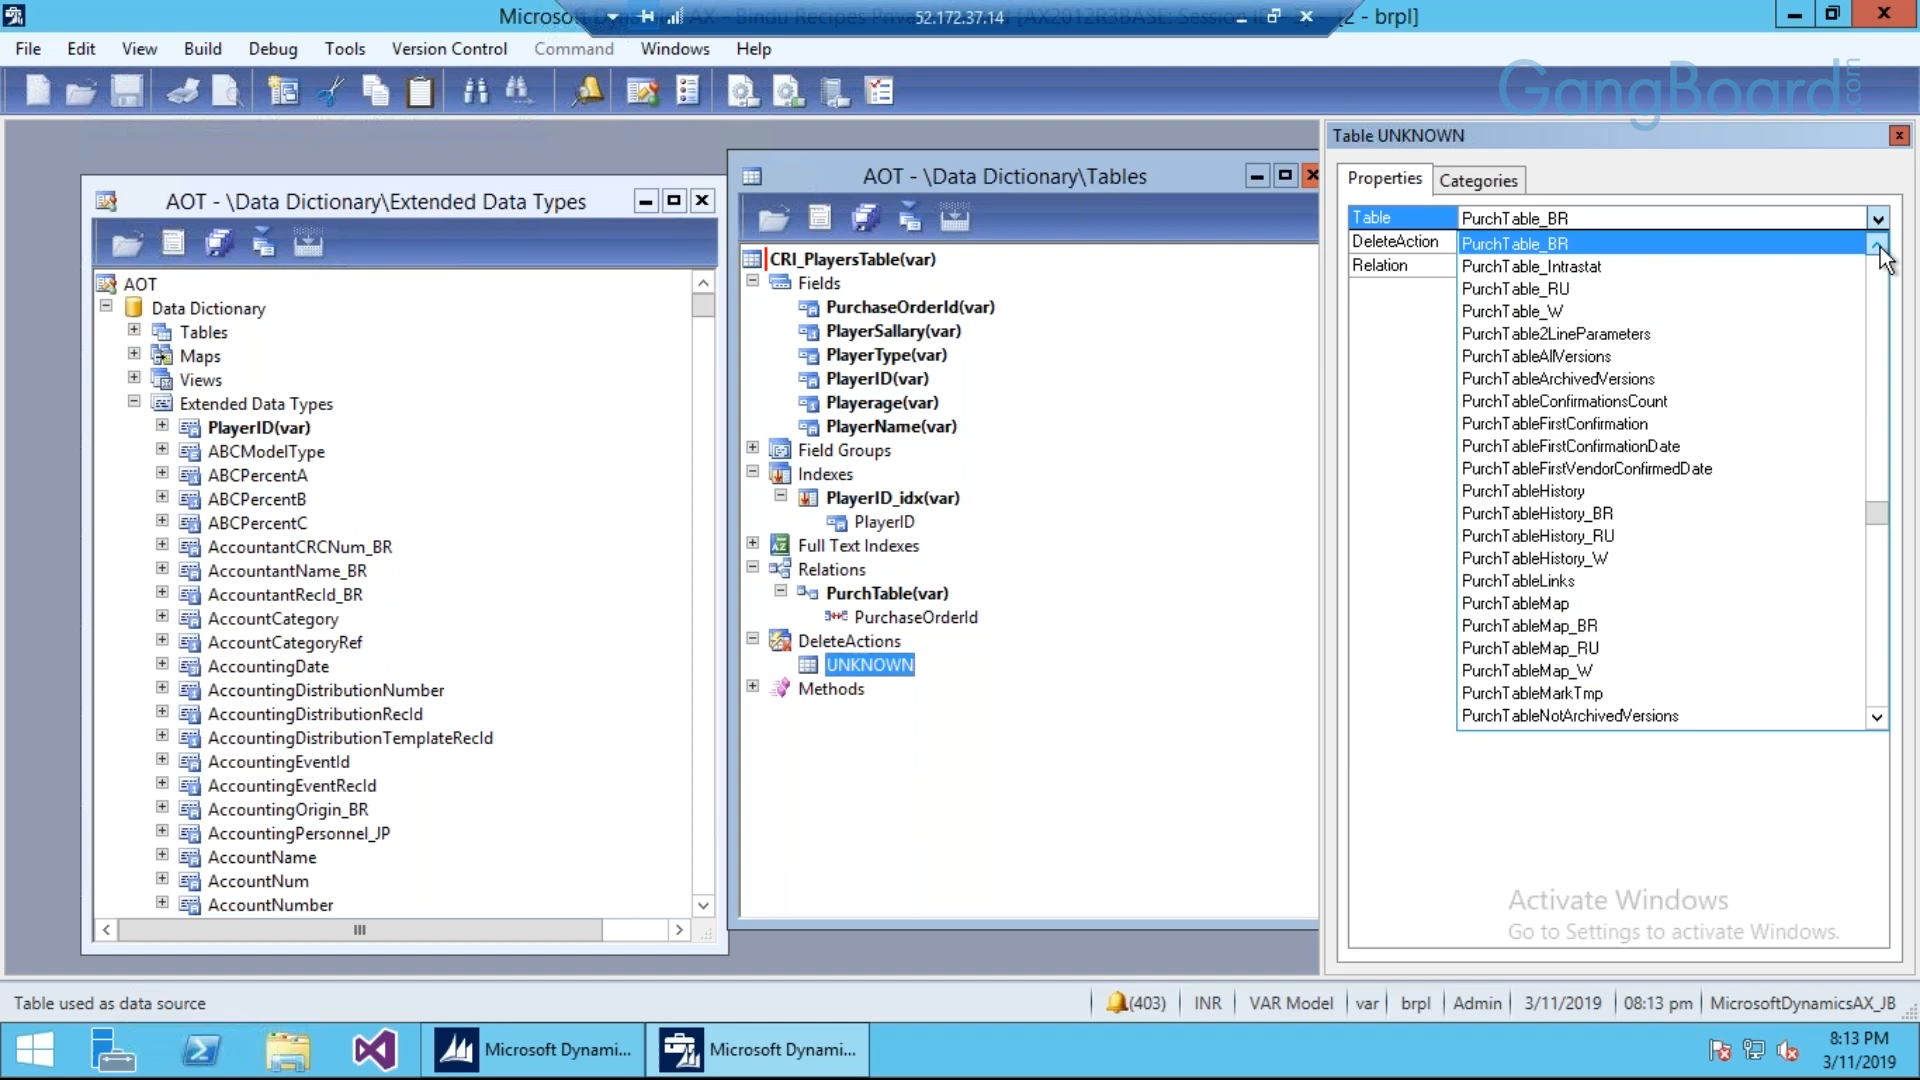 52.172.37.14
2 - brpl]
File Edit View Build Debug Tools Version Control Command Windows Help
GangBoard.com
Table UNKNOWN
Properties Categories
Table PurchTable_BR
DeleteAction
Relation
PurchTable_BR
PurchTable_Intrastat
PurchTable_RU
PurchTable_W
PurchTable2LineParameters
PurchTableAllVersions
PurchTableArchivedVersions
PurchTableConfirmationsCount
PurchTableFirstConfirmation
PurchTableFirstConfirmationDate
PurchTableFirstVendorConfirmedDate
PurchTableHistory
PurchTableHistory_BR
PurchTableHistory_RU
PurchTableHistory_W
PurchTableLinks
PurchTableMap
PurchTableMap_BR
PurchTableMap_RU
PurchTableMap_W
PurchTableMarkTmp
PurchTableNotArchivedVersions
AOT - \Data Dictionary\Extended Data Types
AOT
Data Dictionary
Tables
Maps
Views
Extended Data Types
PlayerID(var)
ABCModelType
ABCPercentA
ABCPercentB
ABCPercentC
AccountantCRCNum_BR
AccountantName_BR
AccountantRecId_BR
AccountCategory
AccountCategoryRef
AccountingDate
AccountingDistributionNumber
AccountingDistributionRecId
AccountingDistributionTemplateRecId
AccountingEventId
AccountingEventRecId
AccountingOrigin_BR
AccountingPersonnel_JP
AccountName
AccountNum
AccountNumber
AOT - \Data Dictionary\Tables
CRI_PlayersTable(var)
Fields
PurchaseOrderId(var)
PlayerSallary(var)
PlayerType(var)
PlayerID(var)
Playerage(var)
PlayerName(var)
Field Groups
Indexes
PlayerID_idx(var)
PlayerID
Full Text Indexes
Relations
PurchTable(var)
PurchaseOrderId
DeleteActions
UNKNOWN
Methods
Activate Windows
Go to Settings to activate Windows.
Table used as data source
(403) INR VAR Model var brpl Admin 3/11/2019 08:13 pm MicrosoftDynamicsAX_JB
Microsoft Dynami... Microsoft Dynami...
8:13 PM
3/11/2019